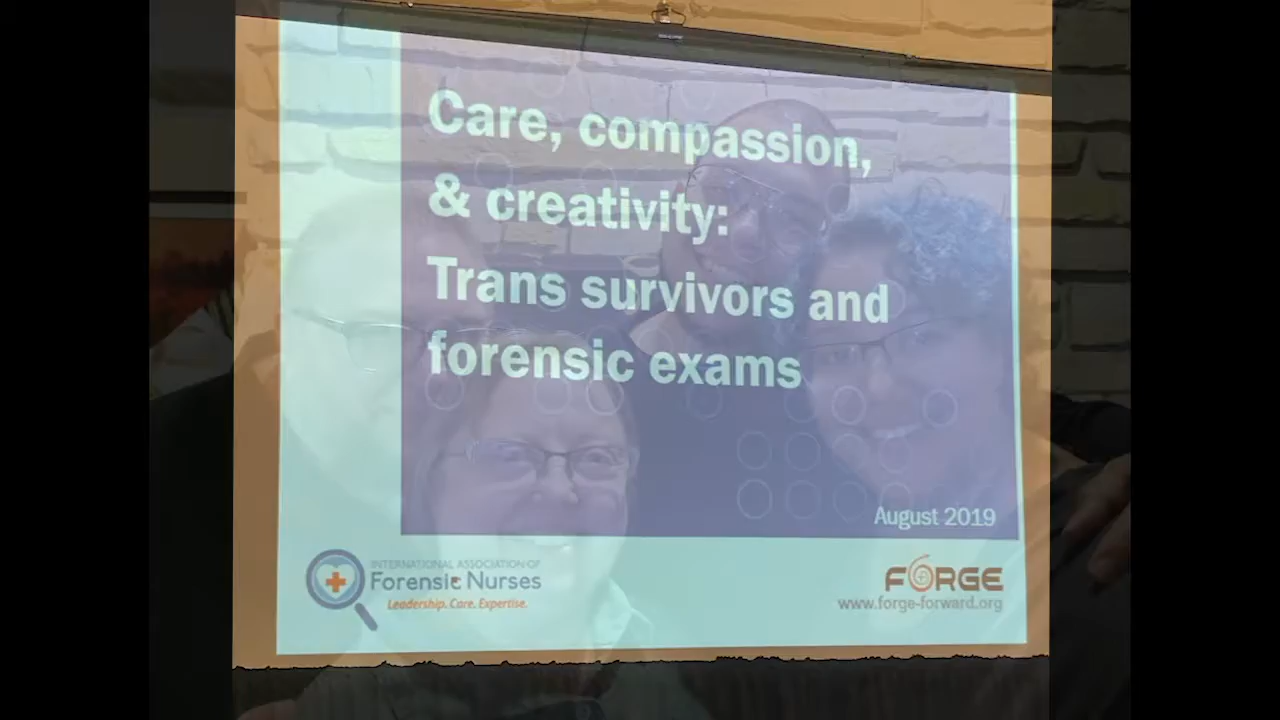 Care, compassion,
& creativity:
Trans survivors and
forensic exams
August 2019
INTERNATIONAL ASSOCIATION OF
Forensic Nurses
Leadership. Care. Expertise.
FORGE
www.forge-forward.org